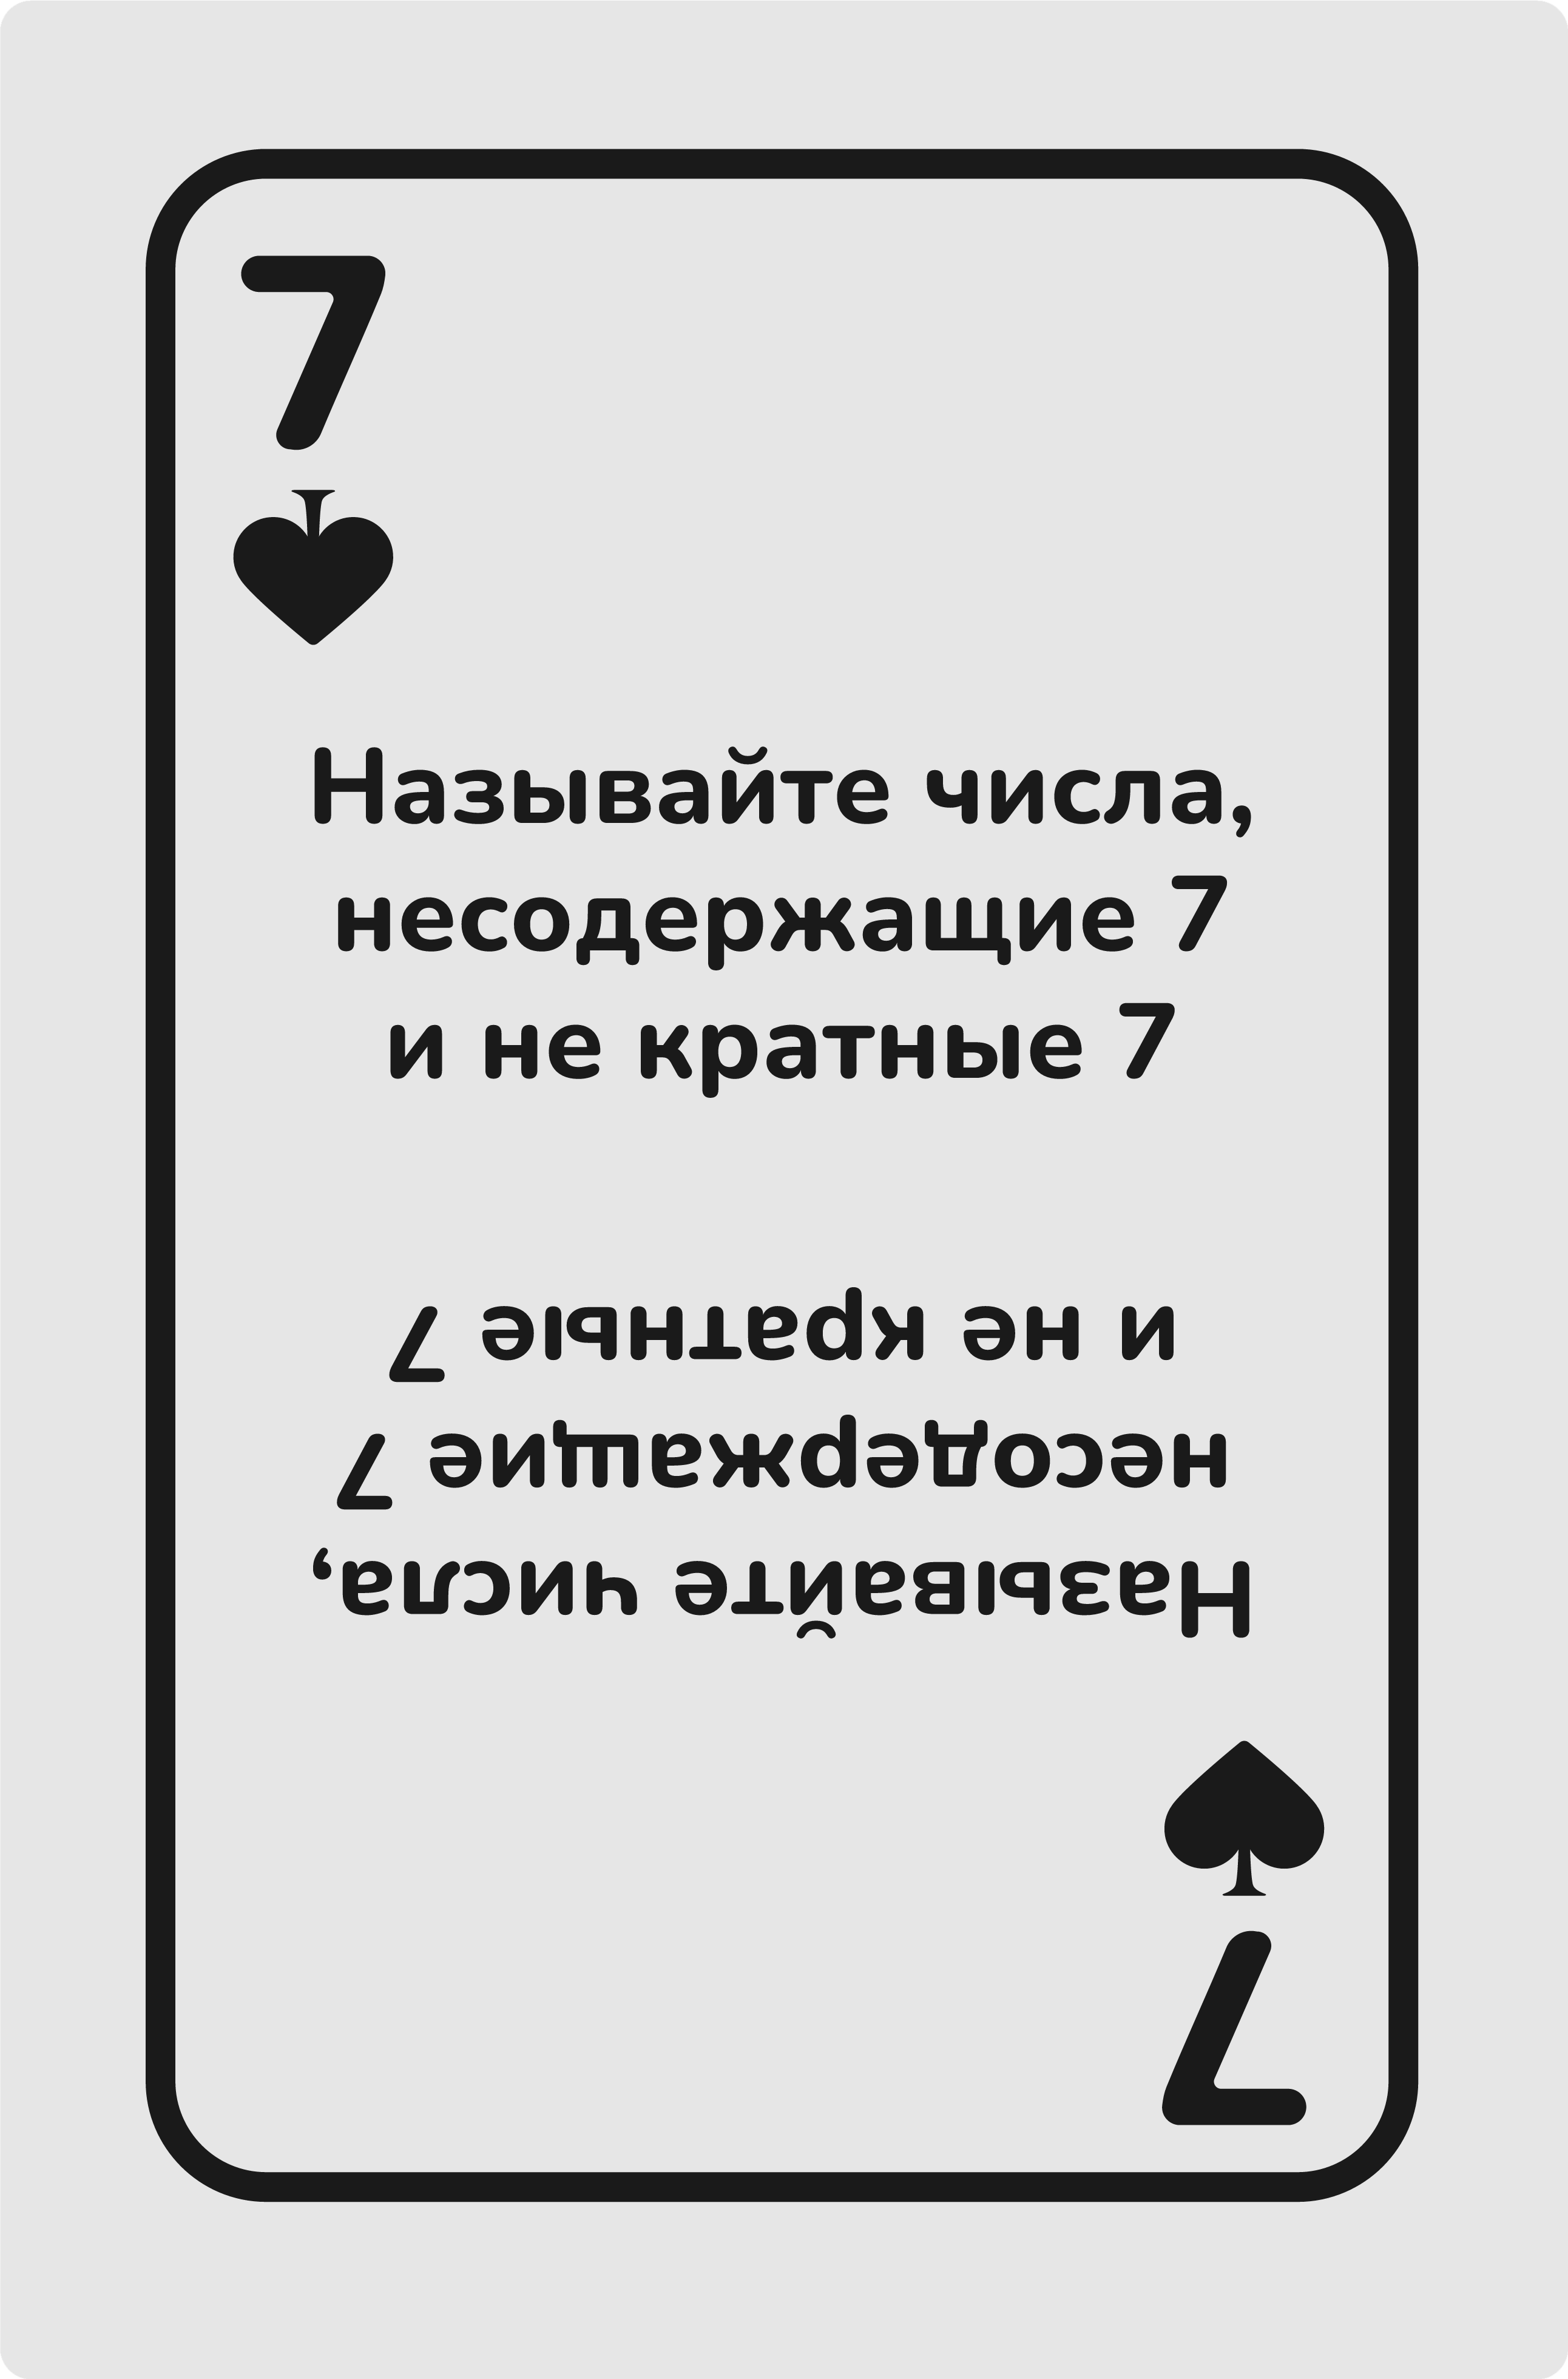 7
Называйте числа,
несодержащие 7
и не кратные 7
Называйте числа,
несодержащие 7
и не кратные 7
7